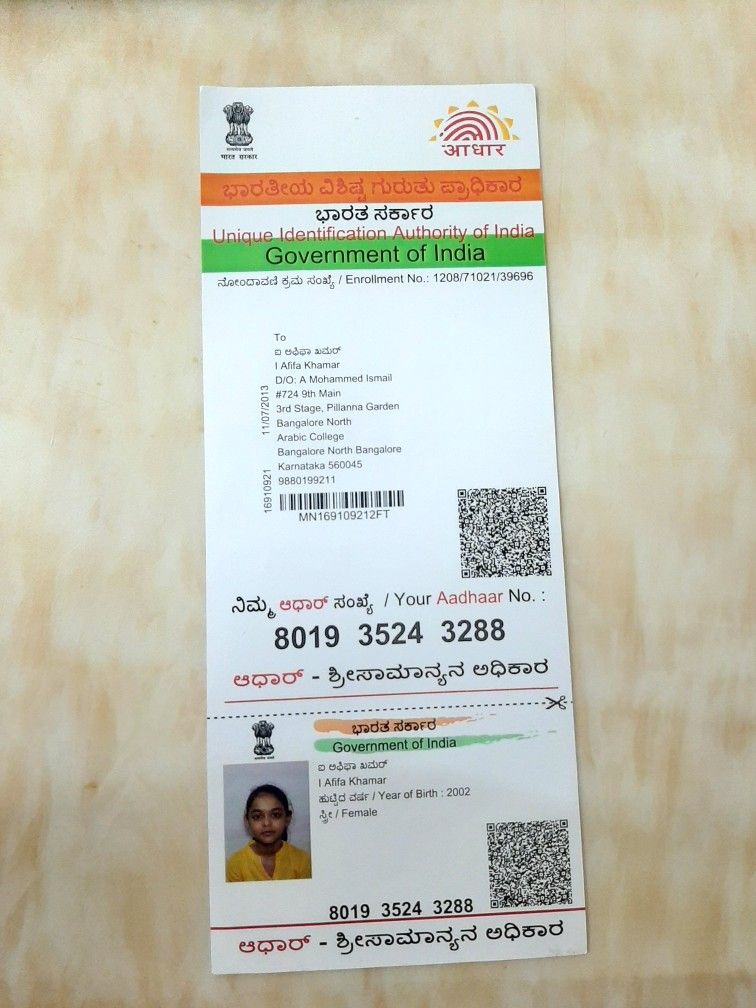 सत्यमेव जयते
भारत सरकार
आधार
ಭಾರತೀಯ ವಿಶಿಷ್ಟ ಗುರುತು ಪ್ರಾಧಿಕಾರ
ಭಾರತ ಸರ್ಕಾರ
Unique Identification Authority of India
Government of India
ನೋಂದಾವಣಿ ಕ್ರಮ ಸಂಖ್ಯೆ / Enrollment No.: 1208/71021/39696
To
ಐ ಅಫಿಫಾ ಖಮರ್
I Afifa Khamar
D/O: A Mohammed Ismail
#724 9th Main
3rd Stage, Pillanna Garden
Bangalore North
Arabic College
Bangalore North Bangalore
Karnataka 560045
9880199211
11/07/2013
16910921
MN169109212FT
ನಿಮ್ಮ ಆಧಾರ್ ಸಂಖ್ಯೆ / Your Aadhaar No. :
8019 3524 3288
ಆಧಾರ್ - ಶ್ರೀಸಾಮಾನ್ಯನ ಅಧಿಕಾರ
सत्यमेव जयते
ಭಾರತ ಸರ್ಕಾರ
Government of India
ಐ ಅಫಿಫಾ ಖಮರ್
I Afifa Khamar
ಹುಟ್ಟಿದ ವರ್ಷ / Year of Birth : 2002
ಸ್ತ್ರೀ / Female
8019 3524 3288
ಆಧಾರ್ - ಶ್ರೀಸಾಮಾನ್ಯನ ಅಧಿಕಾರ